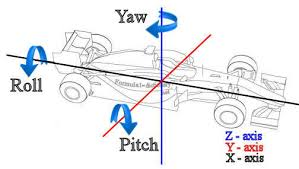 Yaw
Roll
Pitch
Z - axis
Y - axis
X - axis